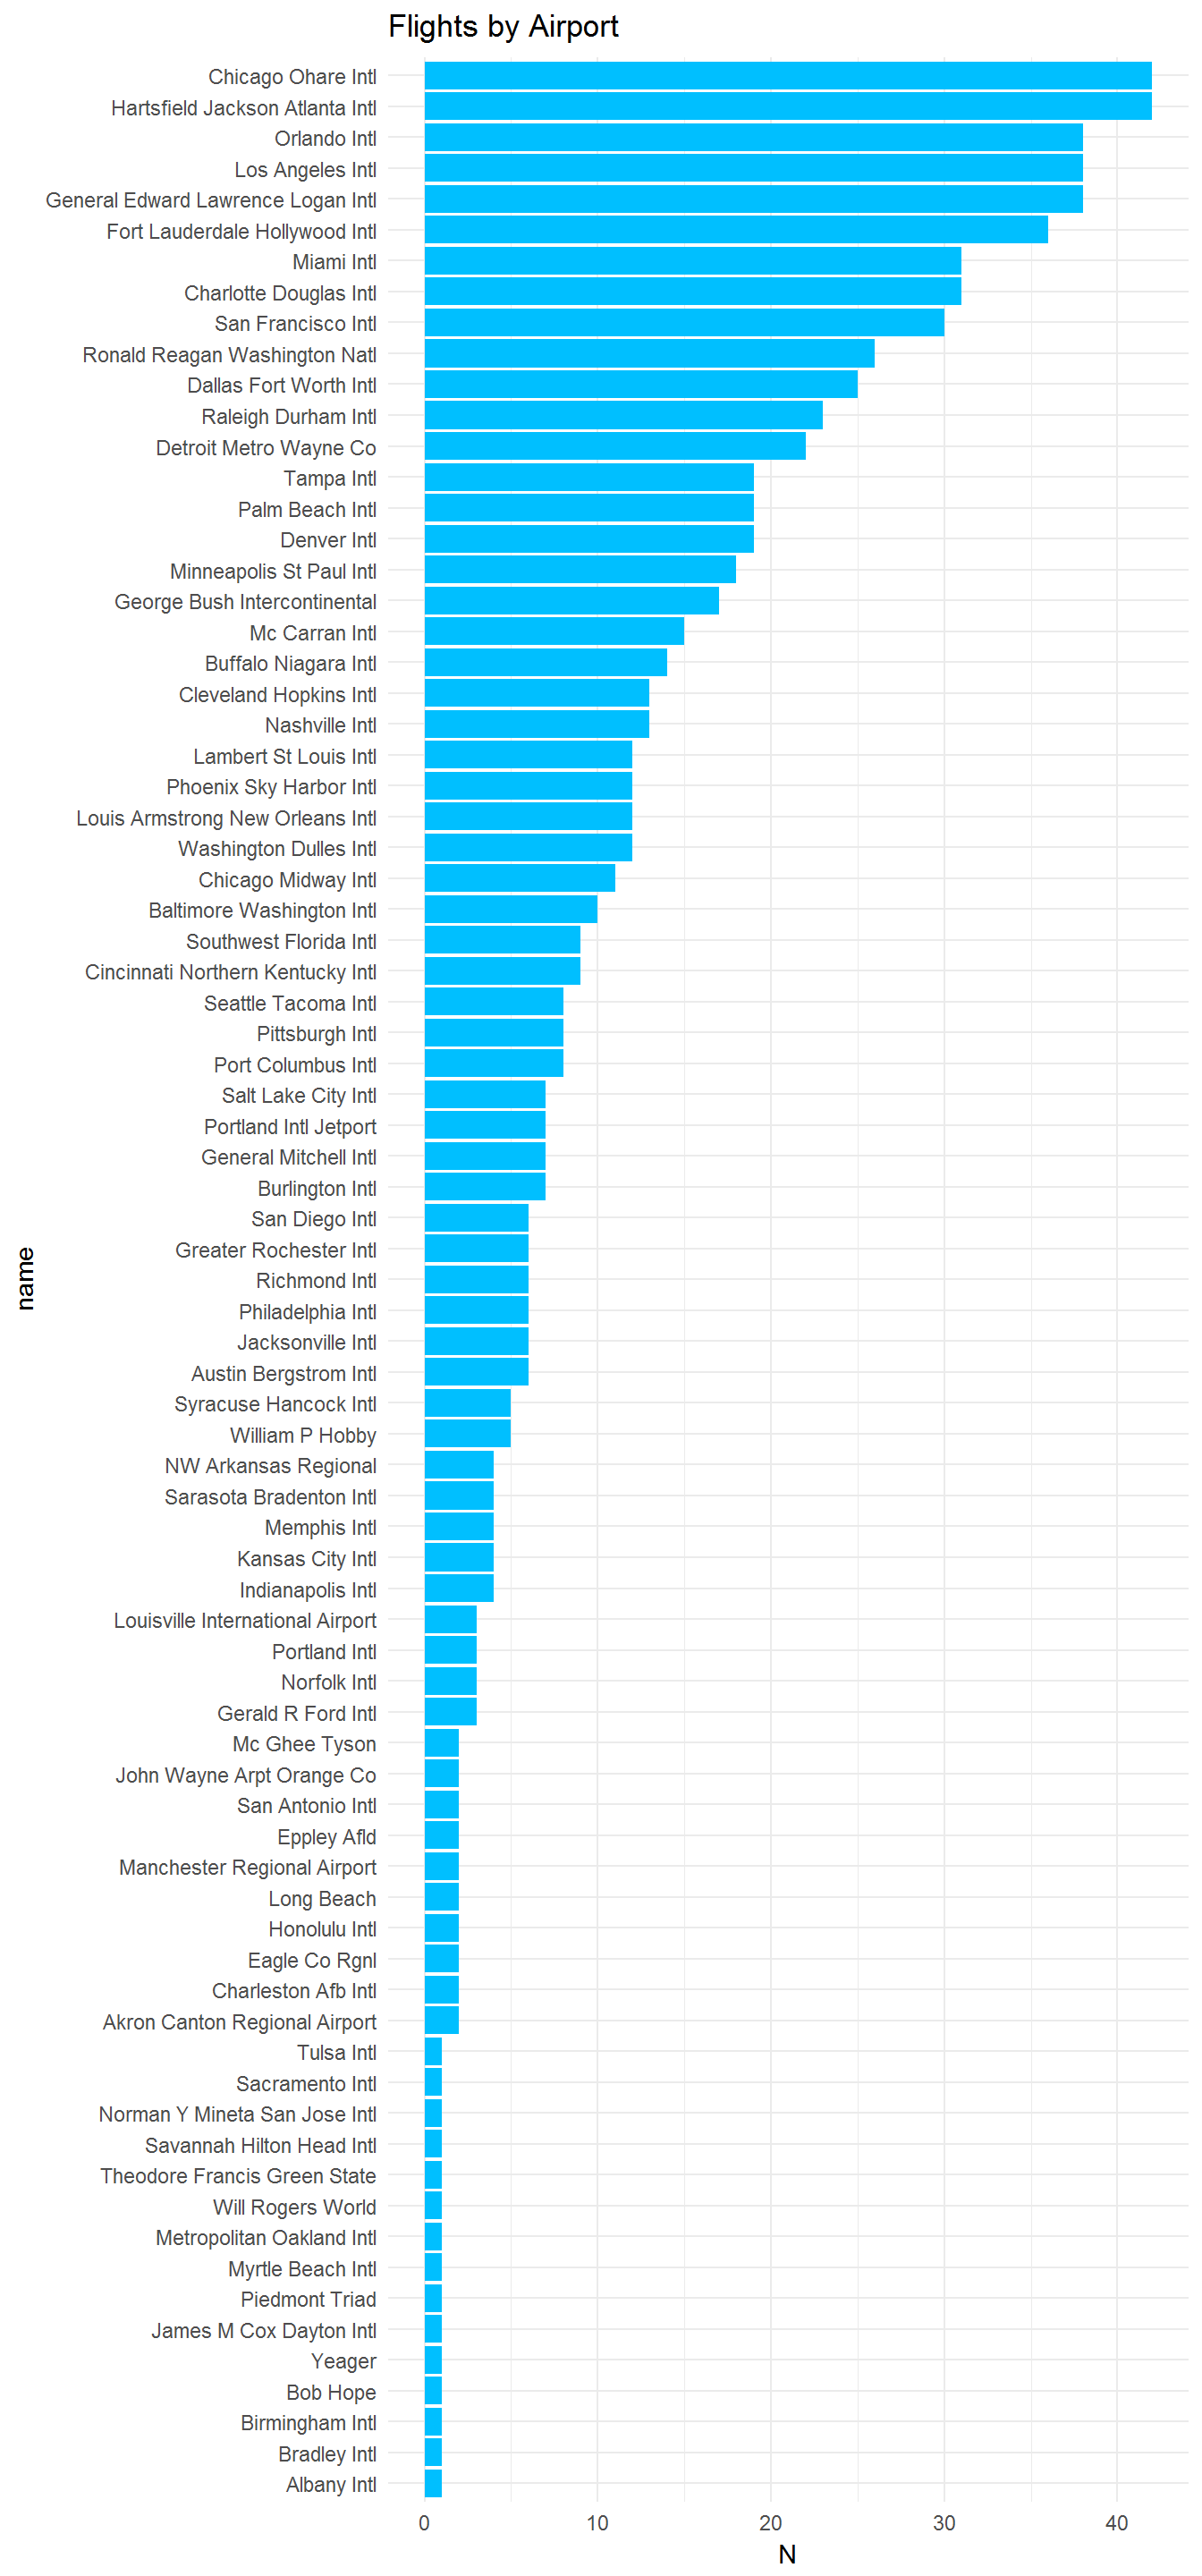 Flights by Airport
Chicago Ohare Intl
Hartsfield Jackson Atlanta Intl
Orlando Intl
Los Angeles Intl
General Edward Lawrence Logan Intl
Fort Lauderdale Hollywood Intl
Miami Intl
Charlotte Douglas Intl
San Francisco Intl
Ronald Reagan Washington Natl
Dallas Fort Worth Intl
Raleigh Durham Intl
Detroit Metro Wayne Co
Tampa Intl
Palm Beach Intl
Denver Intl
Minneapolis St Paul Intl
George Bush Intercontinental
Mc Carran Intl
Buffalo Niagara Intl
Cleveland Hopkins Intl
Nashville Intl
Lambert St Louis Intl
Phoenix Sky Harbor Intl
Louis Armstrong New Orleans Intl
Washington Dulles Intl
Chicago Midway Intl
Baltimore Washington Intl
Southwest Florida Intl
Cincinnati Northern Kentucky Intl
Seattle Tacoma Intl
Pittsburgh Intl
Port Columbus Intl
Salt Lake City Intl
Portland Intl Jetport
General Mitchell Intl
Burlington Intl
San Diego Intl
Greater Rochester Intl
Richmond Intl
Philadelphia Intl
Jacksonville Intl
Austin Bergstrom Intl
Syracuse Hancock Intl
William P Hobby
NW Arkansas Regional
Sarasota Bradenton Intl
Memphis Intl
Kansas City Intl
Indianapolis Intl
Louisville International Airport
Portland Intl
Norfolk Intl
Gerald R Ford Intl
Mc Ghee Tyson
John Wayne Arpt Orange Co
San Antonio Intl
Eppley Afld
Manchester Regional Airport
Long Beach
Honolulu Intl
Eagle Co Rgnl
Charleston Afb Intl
Akron Canton Regional Airport
Tulsa Intl
Sacramento Intl
Norman Y Mineta San Jose Intl
Savannah Hilton Head Intl
Theodore Francis Green State
Will Rogers World
Metropolitan Oakland Intl
Myrtle Beach Intl
Piedmont Triad
James M Cox Dayton Intl
Yeager
Bob Hope
Birmingham Intl
Bradley Intl
Albany Intl
name
0 10 20 30 40
N